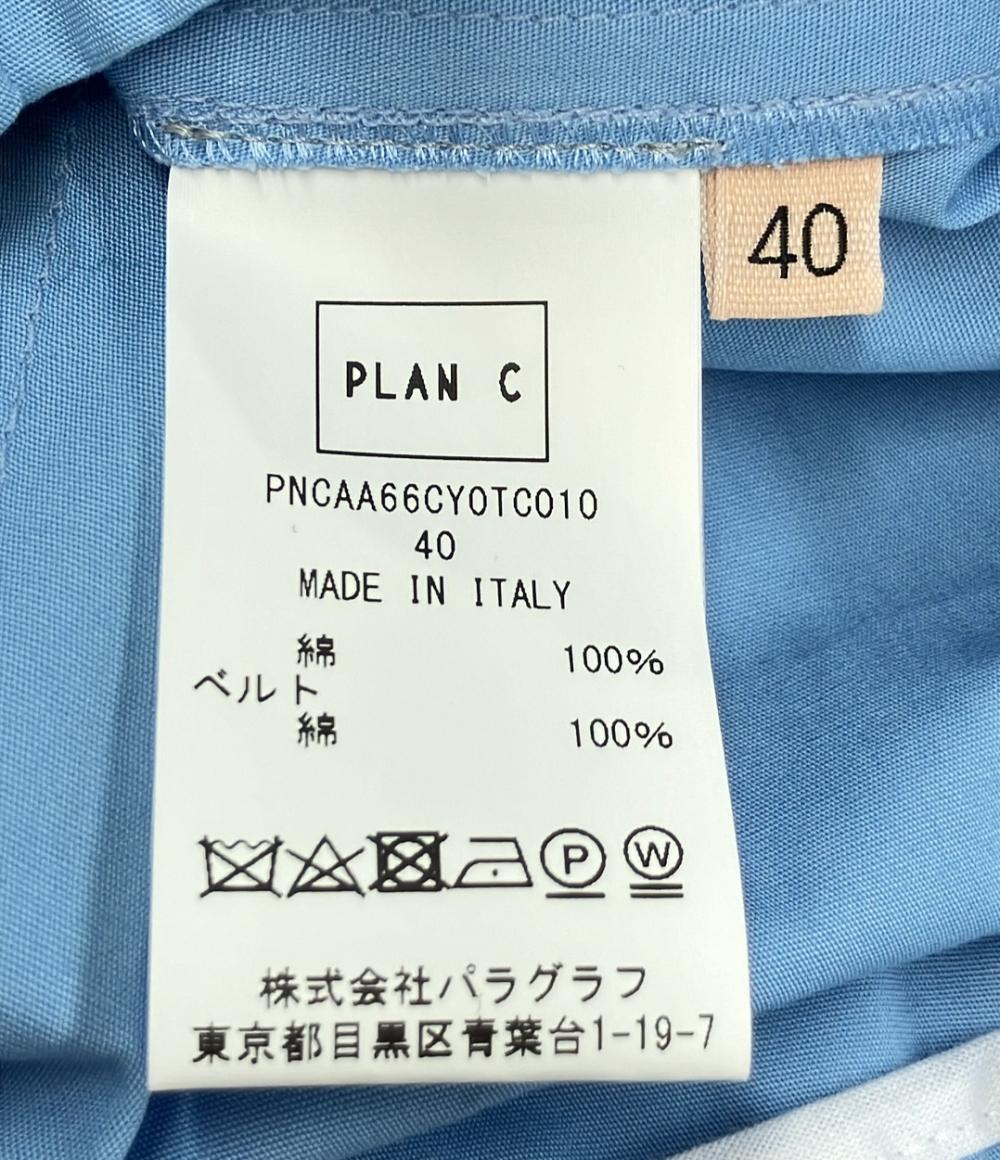 40
PLAN C
PNCAA66CY0TC010
40
MADE IN ITALY
綿 100%
ベルト
綿 100%
P W
株式会社パラグラフ
東京都目黒区青葉台1-19-7